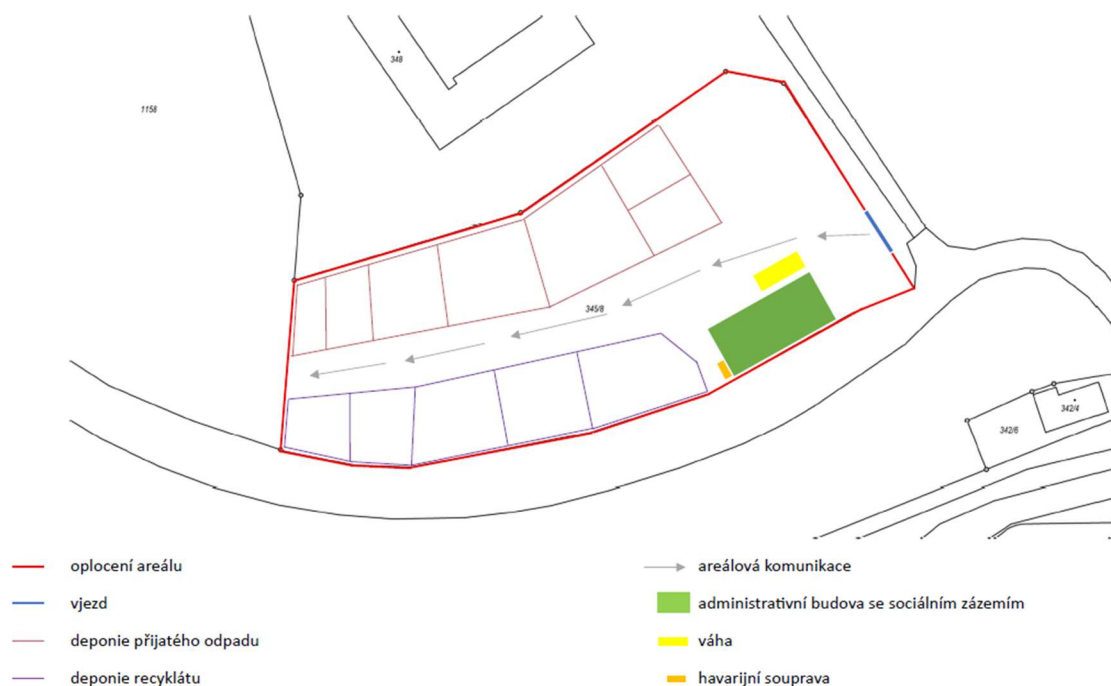 348
1158
345/8
342/4
342/6
oplocení areálu
vjezd
deponie přijatého odpadu
deponie recyklátu
areálová komunikace
administrativní budova se sociálním zázemím
váha
havarijní souprava